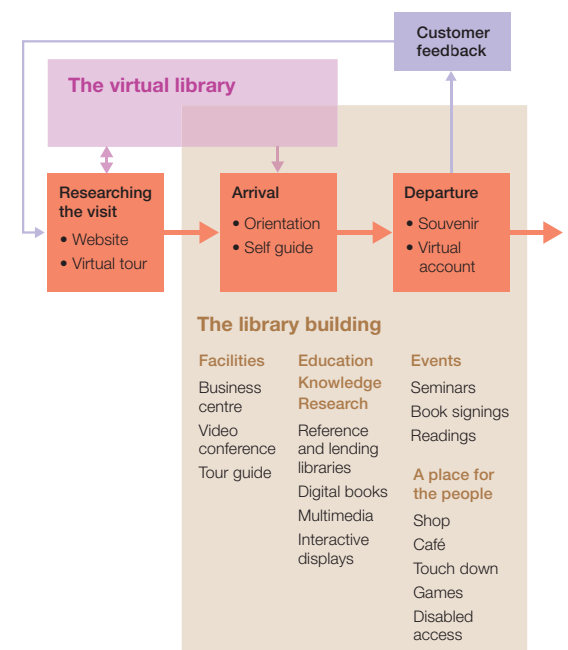 Customer
feedback
The virtual library
Researching
the visit
• Website
• Virtual tour
Arrival
• Orientation
• Self guide
Departure
• Souvenir
• Virtual
account
The library building
Facilities
Business
centre
Video
conference
Tour guide
Education
Knowledge
Research
Reference
and lending
libraries
Digital books
Multimedia
Interactive
displays
Events
Seminars
Book signings
Readings
A place for
the people
Shop
Café
Touch down
Games
Disabled
access